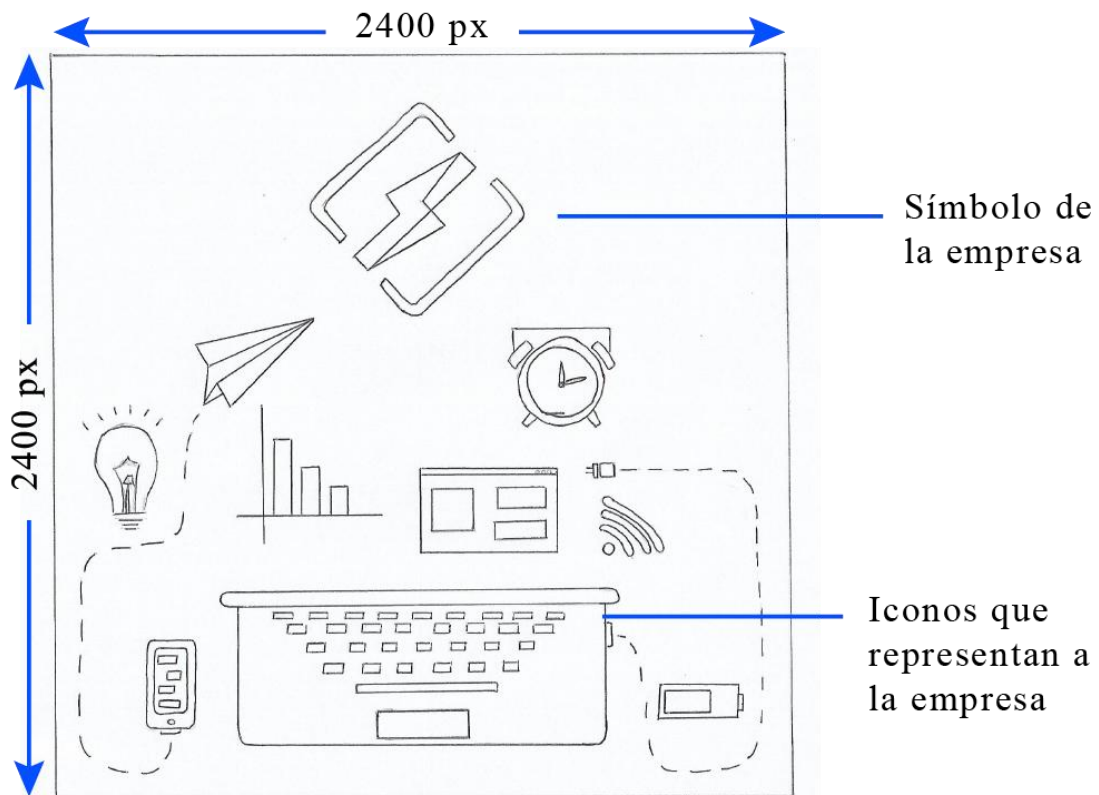 2400 px
2400 px
Símbolo de
la empresa
Iconos que
representan a
la empresa